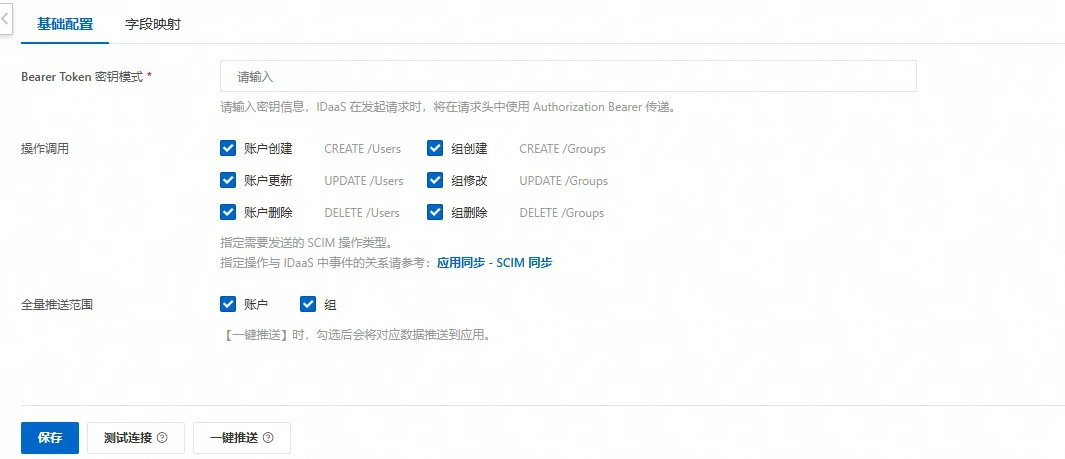 基础配置 字段映射
Bearer Token 密钥模式 * 请输入
请输入密钥信息，IDaaS 在发起请求时，将在请求头中使用 Authorization Bearer 传递。
操作调用 账户创建 CREATE /Users 组创建 CREATE /Groups
账户更新 UPDATE /Users 组修改 UPDATE /Groups
账户删除 DELETE /Users 组删除 DELETE /Groups
指定需要发送的 SCIM 操作类型。
指定操作与 IDaaS 中事件的关系请参考：应用同步 - SCIM 同步
全量推送范围 账户 组
【一键推送】时，勾选后会将对应数据推送到应用。
保存 测试连接 一键推送